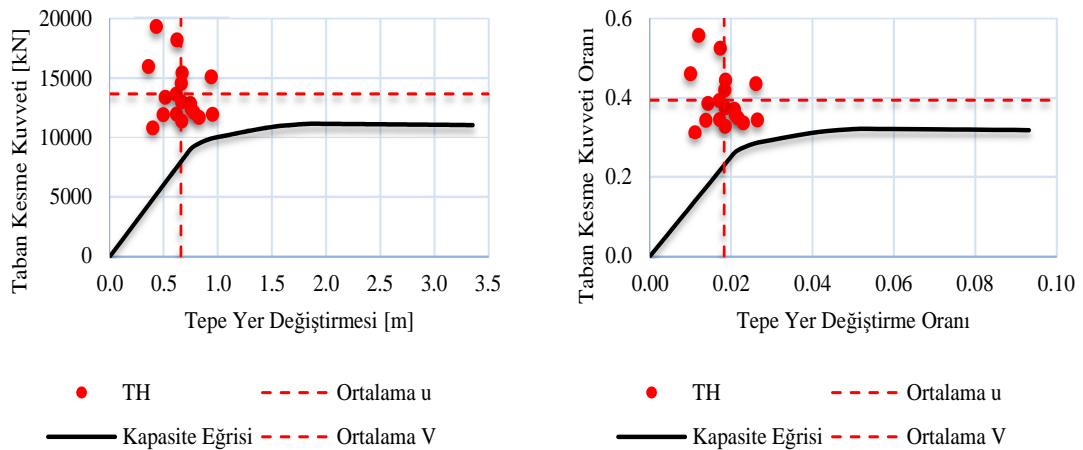 Taban Kesme Kuvveti [kN]
20000
15000
10000
5000
0
0.0 0.5 1.0 1.5 2.0 2.5 3.0 3.5
Tepe Yer Değiştirmesi [m]
TH
Ortalama u
Kapasite Eğrisi
Ortalama V
Taban Kesme Kuvveti Oranı
0.6
0.4
0.2
0.0
0.00 0.02 0.04 0.06 0.08 0.10
Tepe Yer Değiştirme Oranı
TH
Ortalama u
Kapasite Eğrisi
Ortalama V